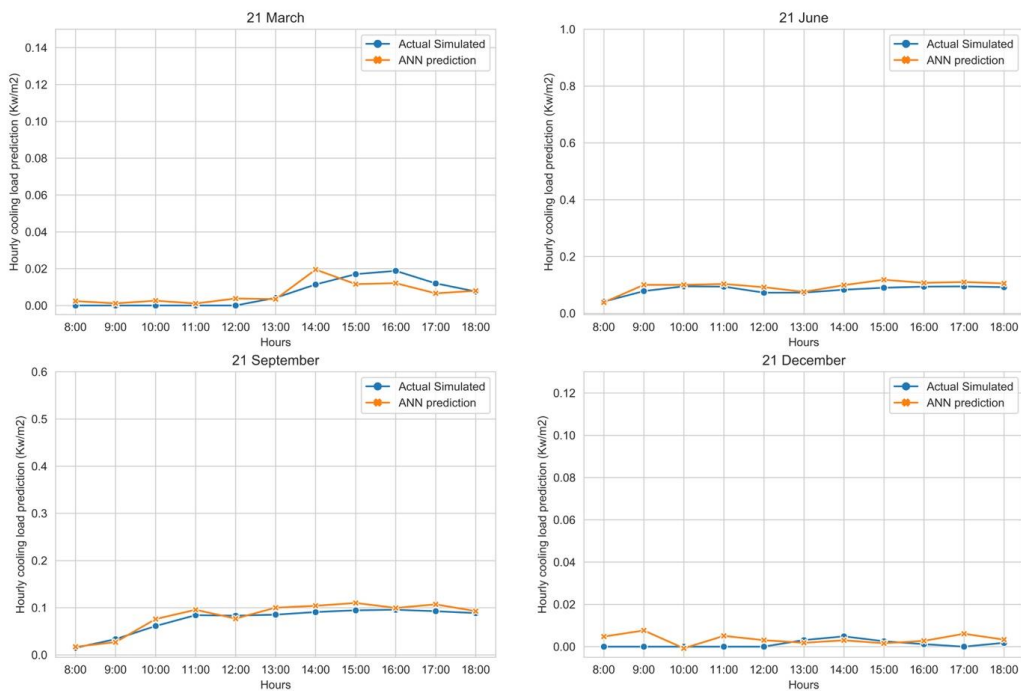 21 March
Hourly cooling load prediction (Kw/m2)
0.14
0.12
0.10
0.08
0.06
0.04
0.02
0.00
Actual Simulated
ANN prediction
8:00 9:00 10:00 11:00 12:00 13:00 14:00 15:00 16:00 17:00 18:00
Hours
21 June
Hourly cooling load prediction (Kw/m2)
1.0
0.8
0.6
0.4
0.2
0.0
Actual Simulated
ANN prediction
8:00 9:00 10:00 11:00 12:00 13:00 14:00 15:00 16:00 17:00 18:00
Hours
21 September
Hourly cooling load prediction (Kw/m2)
0.6
0.5
0.4
0.3
0.2
0.1
0.0
Actual Simulated
ANN prediction
8:00 9:00 10:00 11:00 12:00 13:00 14:00 15:00 16:00 17:00 18:00
Hours
21 December
Hourly cooling load prediction (Kw/m2)
0.12
0.10
0.08
0.06
0.04
0.02
0.00
Actual Simulated
ANN prediction
8:00 9:00 10:00 11:00 12:00 13:00 14:00 15:00 16:00 17:00 18:00
Hours